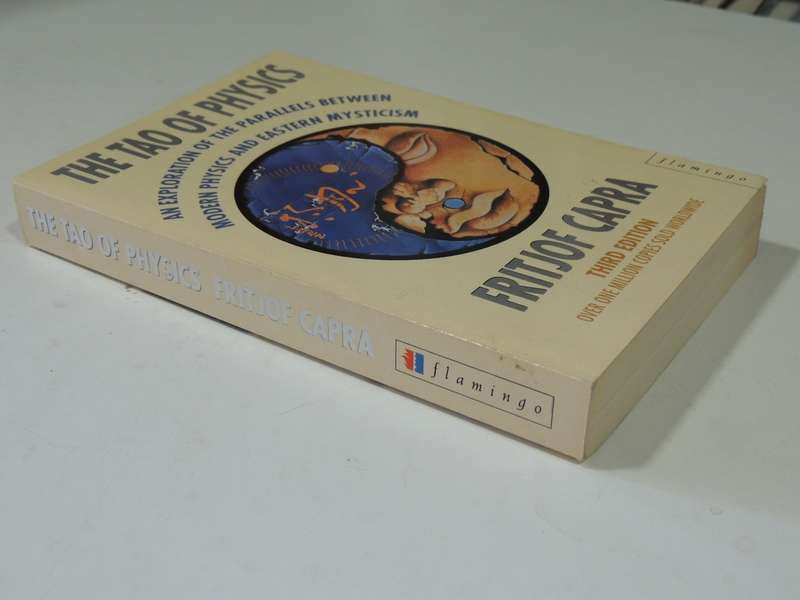 THE TAO OF PHYSICS
AN EXPLORATION OF THE PARALLELS BETWEEN
MODERN PHYSICS AND EASTERN MYSTICISM
flamingo
FRITJOF CAPRA
THIRD EDITION
OVER ONE MILLION COPIES SOLD WORLDWIDE
THE TAO OF PHYSICS FRITJOF CAPRA
flamingo